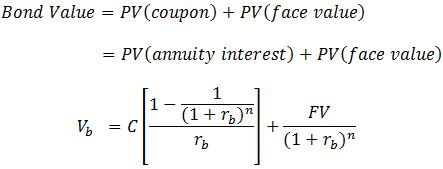 Bond Value = PV(coupon) + PV(face value)
= PV(annuity interest) + PV(face value)
V_b = C[(1 - 1/(1 + r_b)^n)/r_b] + FV/(1 + r_b)^n